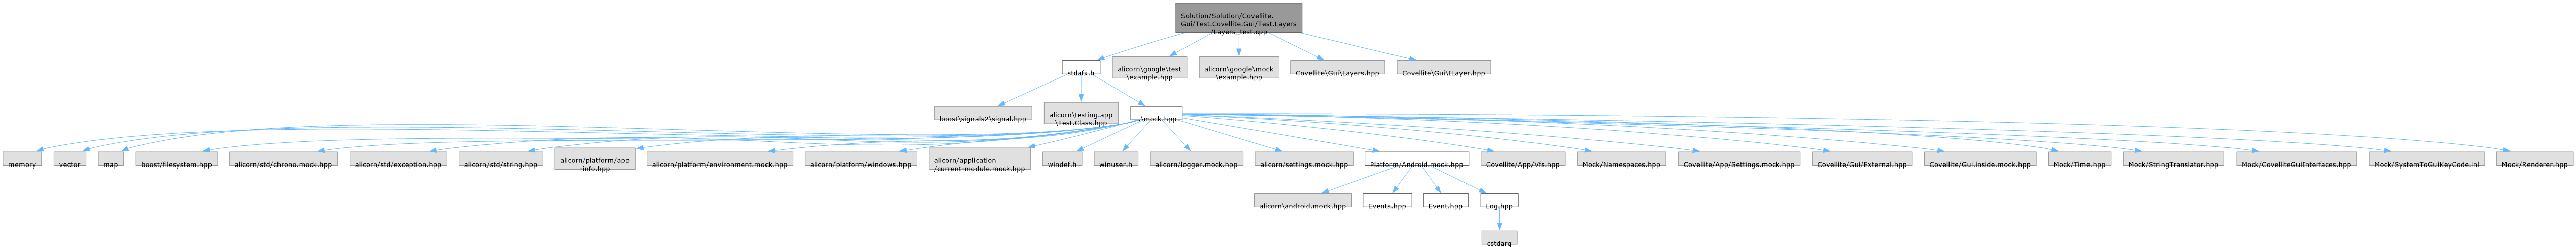 Solution/Solution/Covellite.
Gui/Test.Covellite.Gui/Test.Layers
/Layers_test.cpp
stdafx.h
alicorn\google\test
\example.hpp
alicorn\google\mock
\example.hpp
Covellite\Gui\Layers.hpp
Covellite\Gui\ILayer.hpp
boost\signals2\signal.hpp
alicorn\testing.app
\Test.Class.hpp
.\mock.hpp
memory
vector
map
boost/filesystem.hpp
alicorn/std/chrono.mock.hpp
alicorn/std/exception.hpp
alicorn/std/string.hpp
alicorn/platform/app
-info.hpp
alicorn/platform/environment.mock.hpp
alicorn/platform/windows.hpp
alicorn/application
/current-module.mock.hpp
windef.h
winuser.h
alicorn/logger.mock.hpp
alicorn/settings.mock.hpp
Platform/Android.mock.hpp
Covellite/App/Vfs.hpp
Mock/Namespaces.hpp
Covellite/App/Settings.mock.hpp
Covellite/Gui/External.hpp
Covellite/Gui.inside.mock.hpp
Mock/Time.hpp
Mock/StringTranslator.hpp
Mock/CovelliteGuiInterfaces.hpp
Mock/SystemToGuiKeyCode.inl
Mock/Renderer.hpp
alicorn\android.mock.hpp
Events.hpp
Event.hpp
Log.hpp
cstdarg